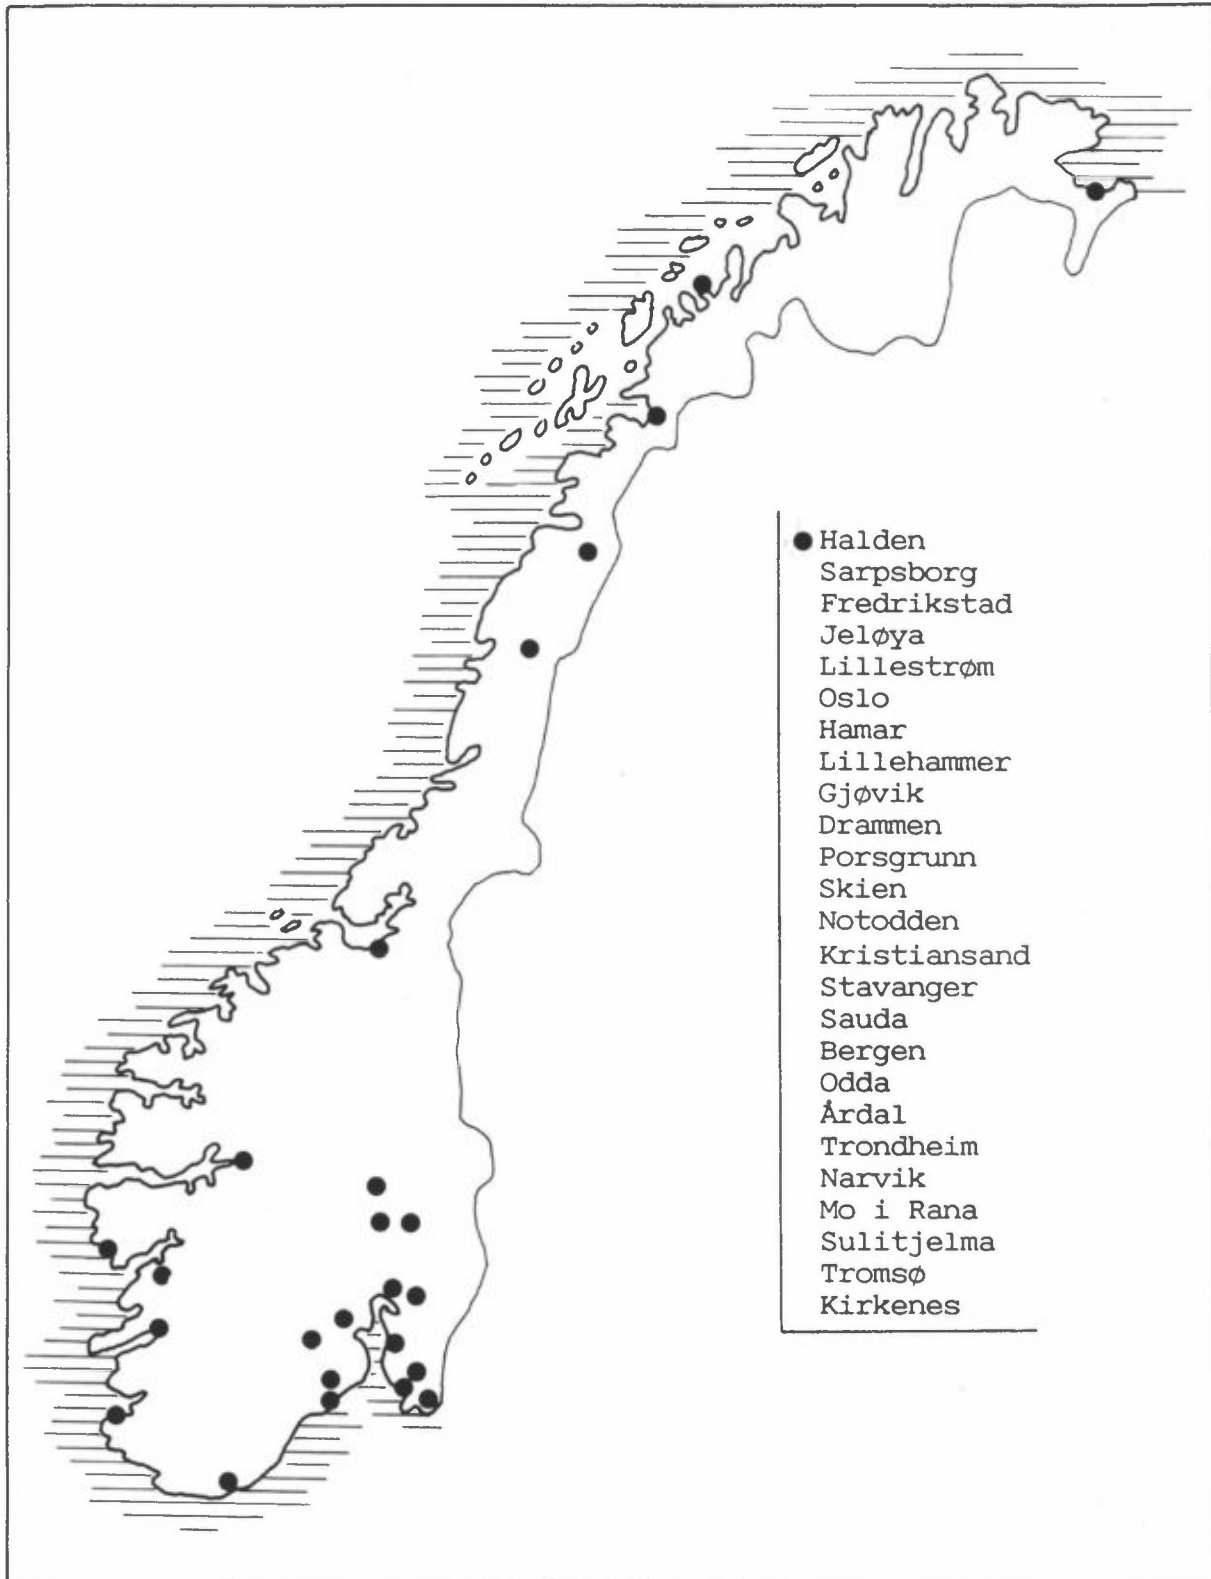 Halden
Sarpsborg
Fredrikstad
Jeløya
Lillestrøm
Oslo
Hamar
Lillehammer
Gjøvik
Drammen
Porsgrunn
Skien
Notodden
Kristiansand
Stavanger
Sauda
Bergen
Odda
Årdal
Trondheim
Narvik
Mo i Rana
Sulitjelma
Tromsø
Kirkenes